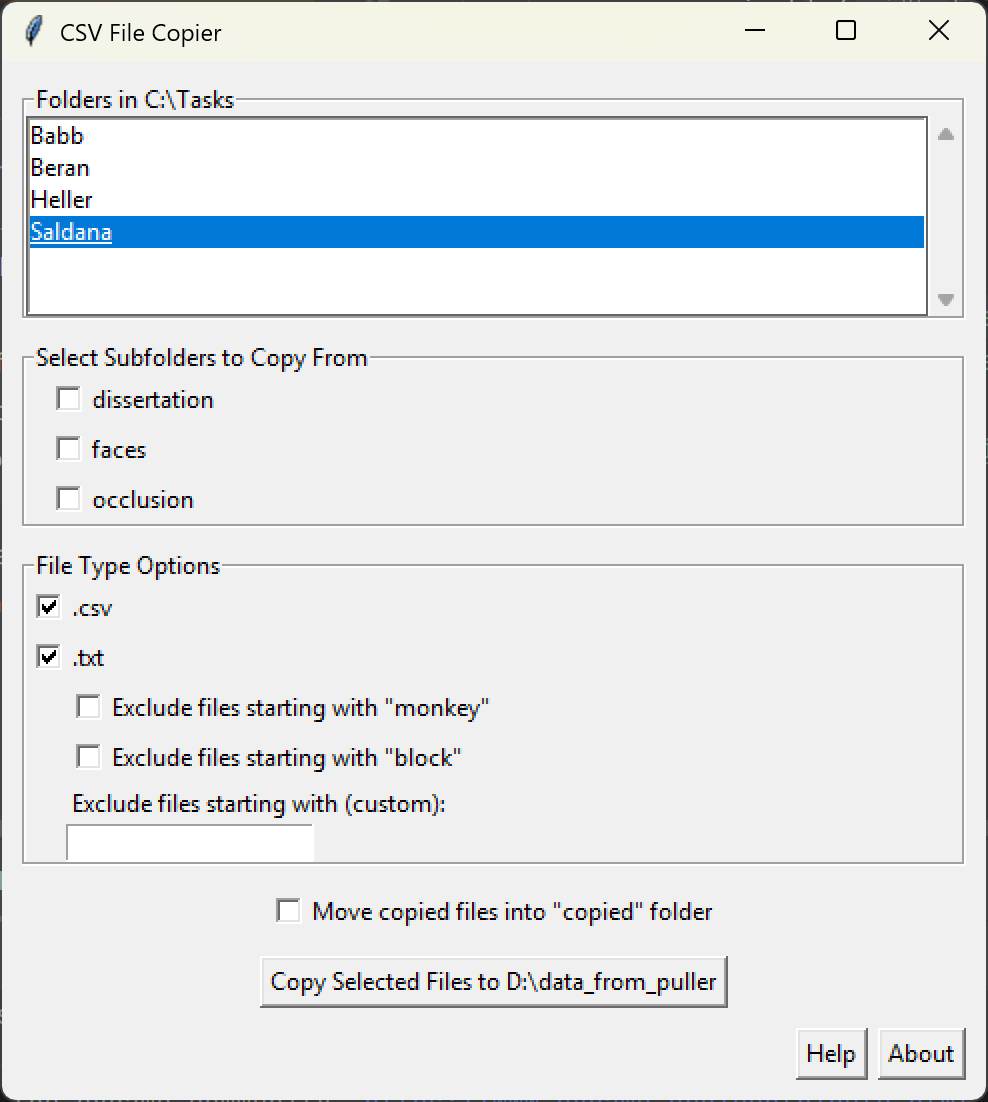 CSV File Copier
Folders in C:\Tasks
Babb
Beran
Heller
Saldana
Select Subfolders to Copy From
dissertation
faces
occlusion
File Type Options
.csv
.txt
Exclude files starting with "monkey"
Exclude files starting with "block"
Exclude files starting with (custom):
Move copied files into "copied" folder
Copy Selected Files to D:\data_from_puller
Help About